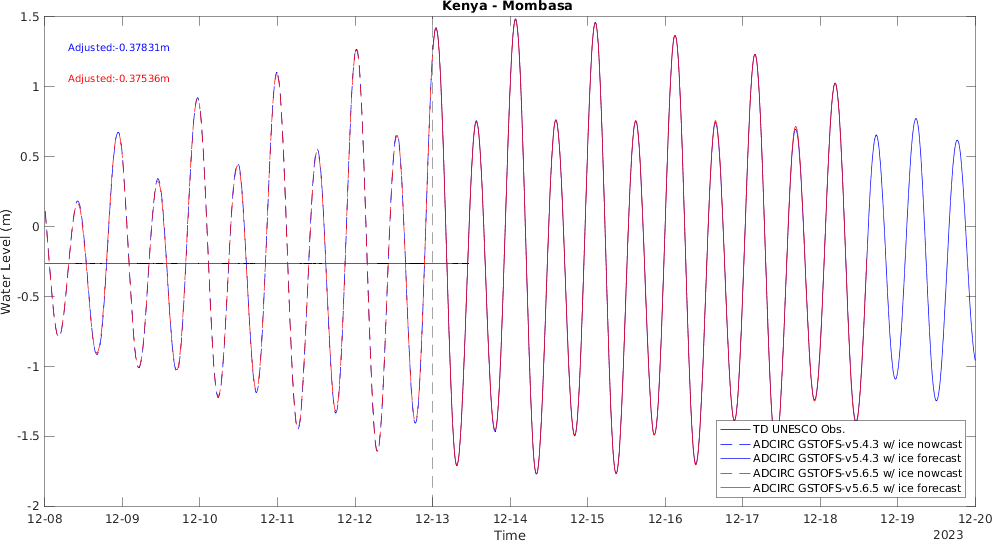 Kenya - Mombasa
Adjusted:-0.37831m
Adjusted:-0.37536m
1.5
1
0.5
0
-0.5
-1
-1.5
-2
Water Level (m)
12-08 12-09 12-10 12-11 12-12 12-13 12-14 12-15 12-16 12-17 12-18 12-19 12-20
Time
2023
TD UNESCO Obs.
ADCIRC GSTOFS-v5.4.3 w/ ice nowcast
ADCIRC GSTOFS-v5.4.3 w/ ice forecast
ADCIRC GSTOFS-v5.6.5 w/ ice nowcast
ADCIRC GSTOFS-v5.6.5 w/ ice forecast